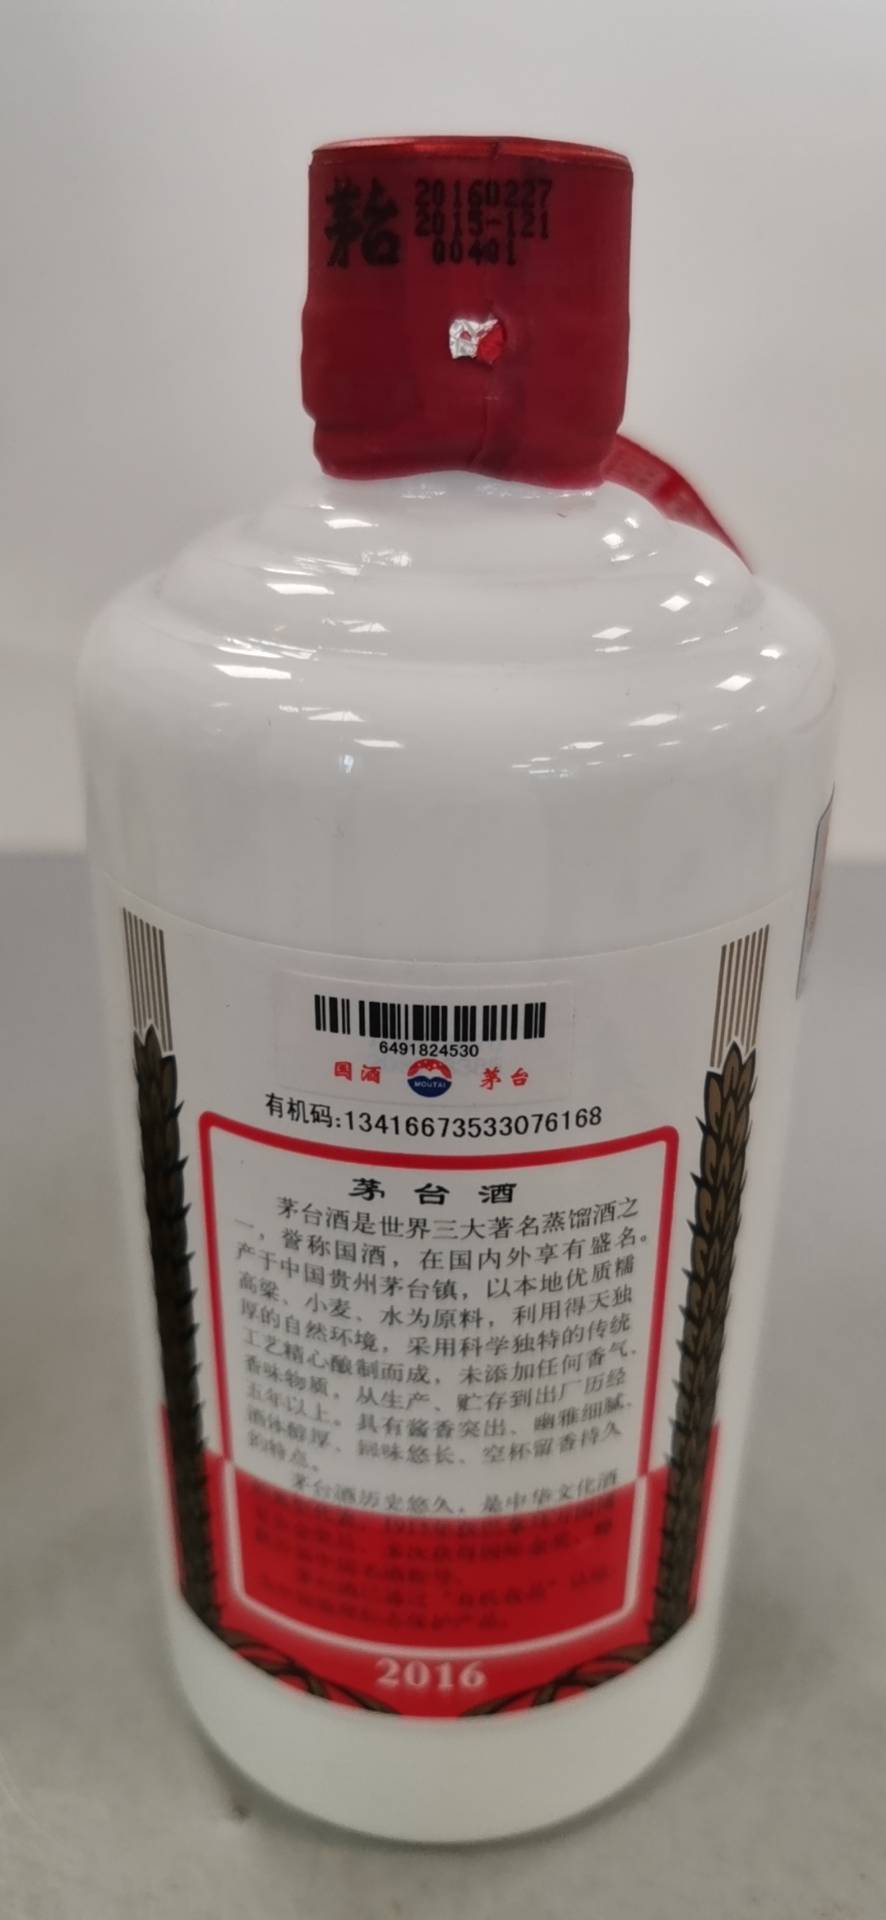 茅台
20160227
2015-121
00401
6491824530
国酒 MOUTAI 茅台
有机码:13416673533076168
茅台酒
茅台酒是世界三大著名蒸馏酒之
一，誉称国酒，在国内外享有盛名。
产于中国贵州茅台镇，以本地优质糯
高粱、小麦、水为原料，利用得天独
厚的自然环境，采用科学独特的传统
工艺精心酿制而成，未添加任何香气、
香味物质，从生产、贮存到出厂历经
五年以上。具有酱香突出、幽雅细腻、
酒体醇厚、回味悠长、空杯留香持久
的特点。
茅台酒历史悠久，是中华文化酒
2016